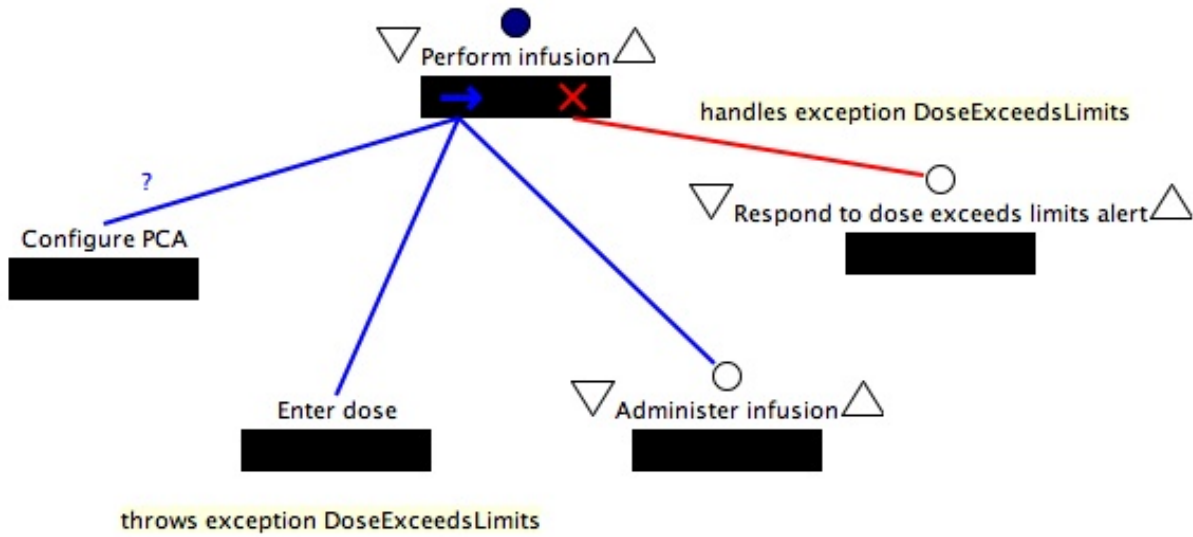 Perform infusion
handles exception DoseExceedsLimits
?
Respond to dose exceeds limits alert
Configure PCA
Enter dose
Administer infusion
throws exception DoseExceedsLimits